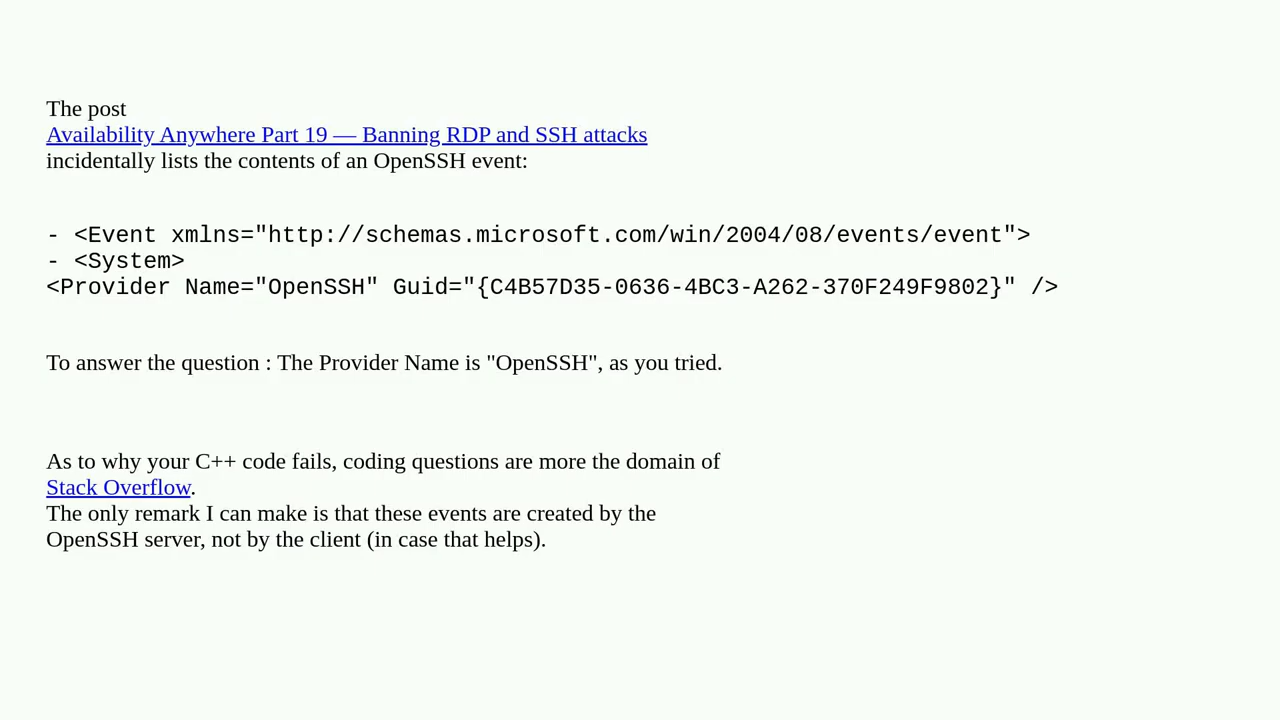 The post
Availability Anywhere Part 19 — Banning RDP and SSH attacks
incidentally lists the contents of an OpenSSH event:
- <Event xmlns="http://schemas.microsoft.com/win/2004/08/events/event">
- <System>
<Provider Name="OpenSSH" Guid="{C4B57D35-0636-4BC3-A262-370F249F9802}" />
To answer the question : The Provider Name is "OpenSSH", as you tried.
As to why your C++ code fails, coding questions are more the domain of
Stack Overflow.
The only remark I can make is that these events are created by the
OpenSSH server, not by the client (in case that helps).